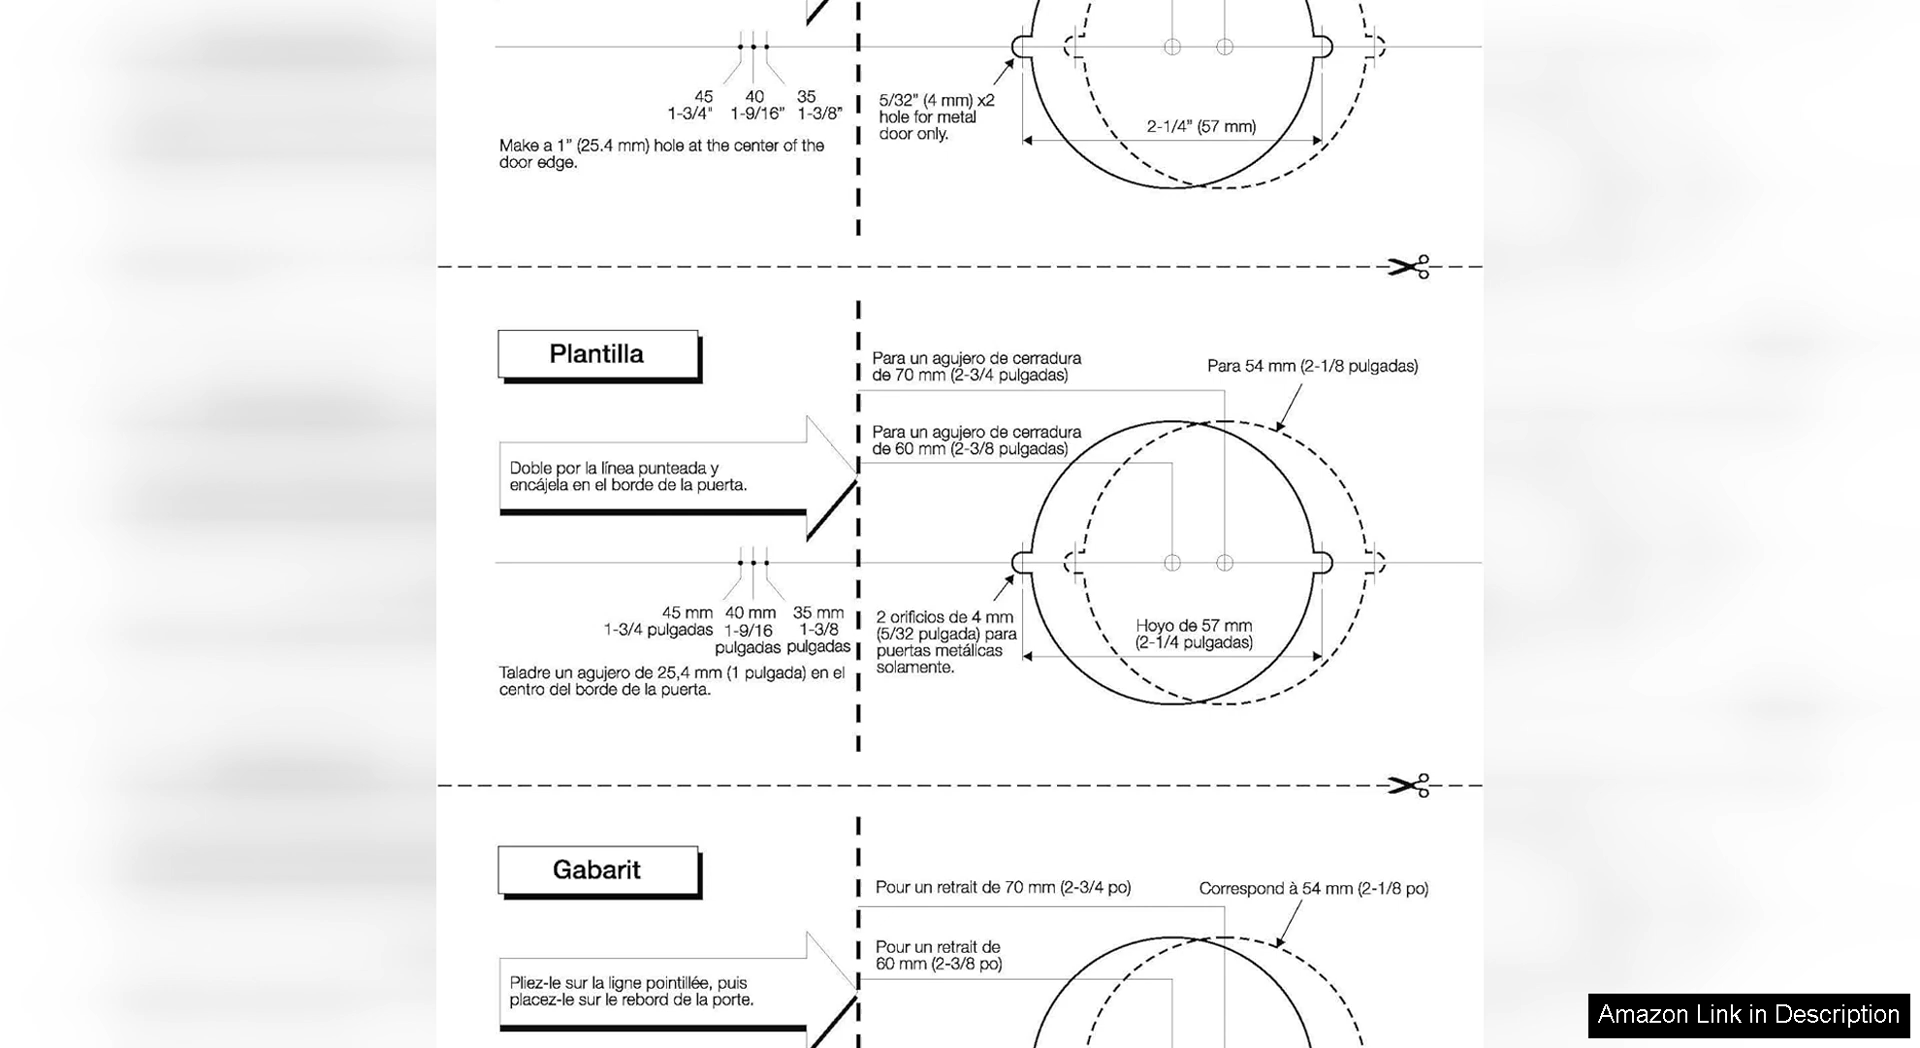 45 40 35
1-3/4" 1-9/16” 1-3/8”
Make a 1” (25.4 mm) hole at the center of the
door edge.
5/32” (4 mm) x2
hole for metal
door only.
2-1/4” (57 mm)
Plantilla
Para un agujero de cerradura
de 70 mm (2-3/4 pulgadas)
Para 54 mm (2-1/8 pulgadas)
Para un agujero de cerradura
de 60 mm (2-3/8 pulgadas)
Doble por la línea punteada y
encájela en el borde de la puerta.
45 mm 40 mm 35 mm
1-3/4 pulgadas 1-9/16 1-3/8
pulgadas pulgadas
Taladre un agujero de 25,4 mm (1 pulgada) en el
centro del borde de la puerta.
2 orificios de 4 mm
(5/32 pulgada) para
puertas metálicas
solamente.
Hoyo de 57 mm
(2-1/4 pulgadas)
Gabarit
Pour un retrait de 70 mm (2-3/4 po)
Correspond à 54 mm (2-1/8 po)
Pour un retrait de
60 mm (2-3/8 po)
Pliez-le sur la ligne pointillée, puis
placez-le sur le rebord de la porte.
Amazon Link in Description